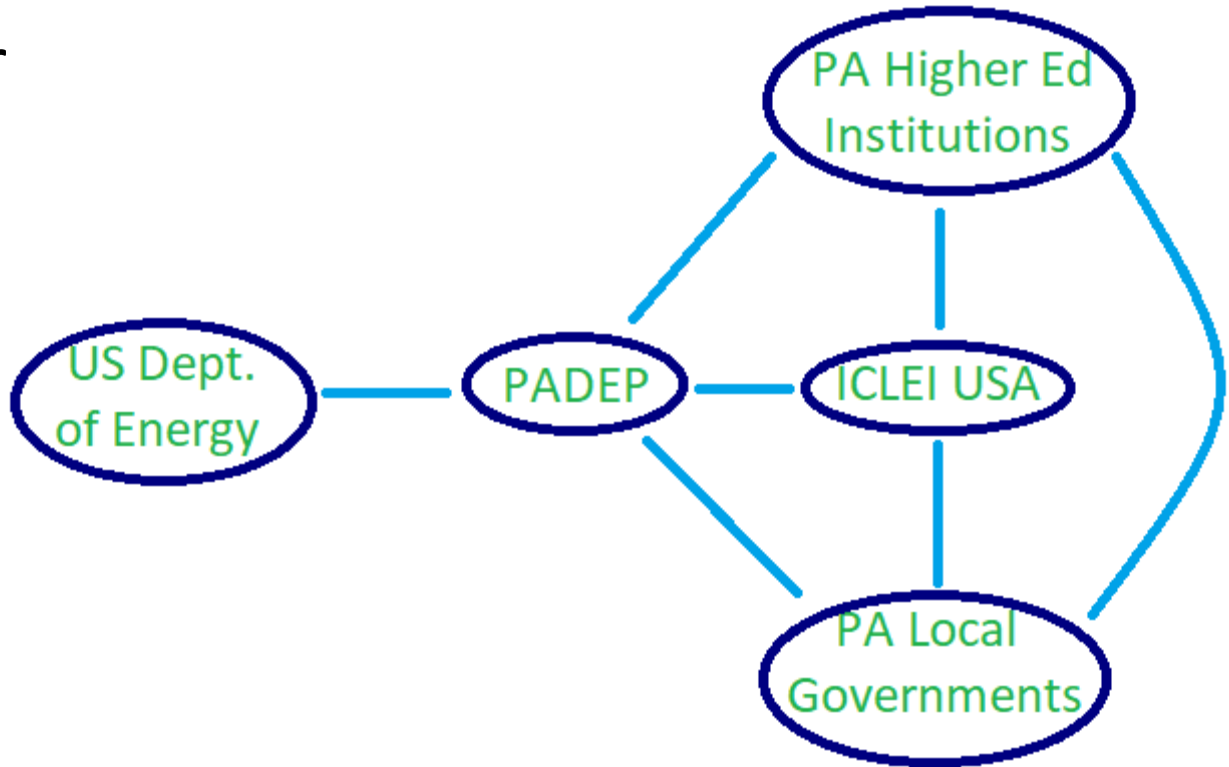 PA Higher Ed
Institutions
US Dept.
of Energy
PADEP
ICLEI USA
PA Local
Governments